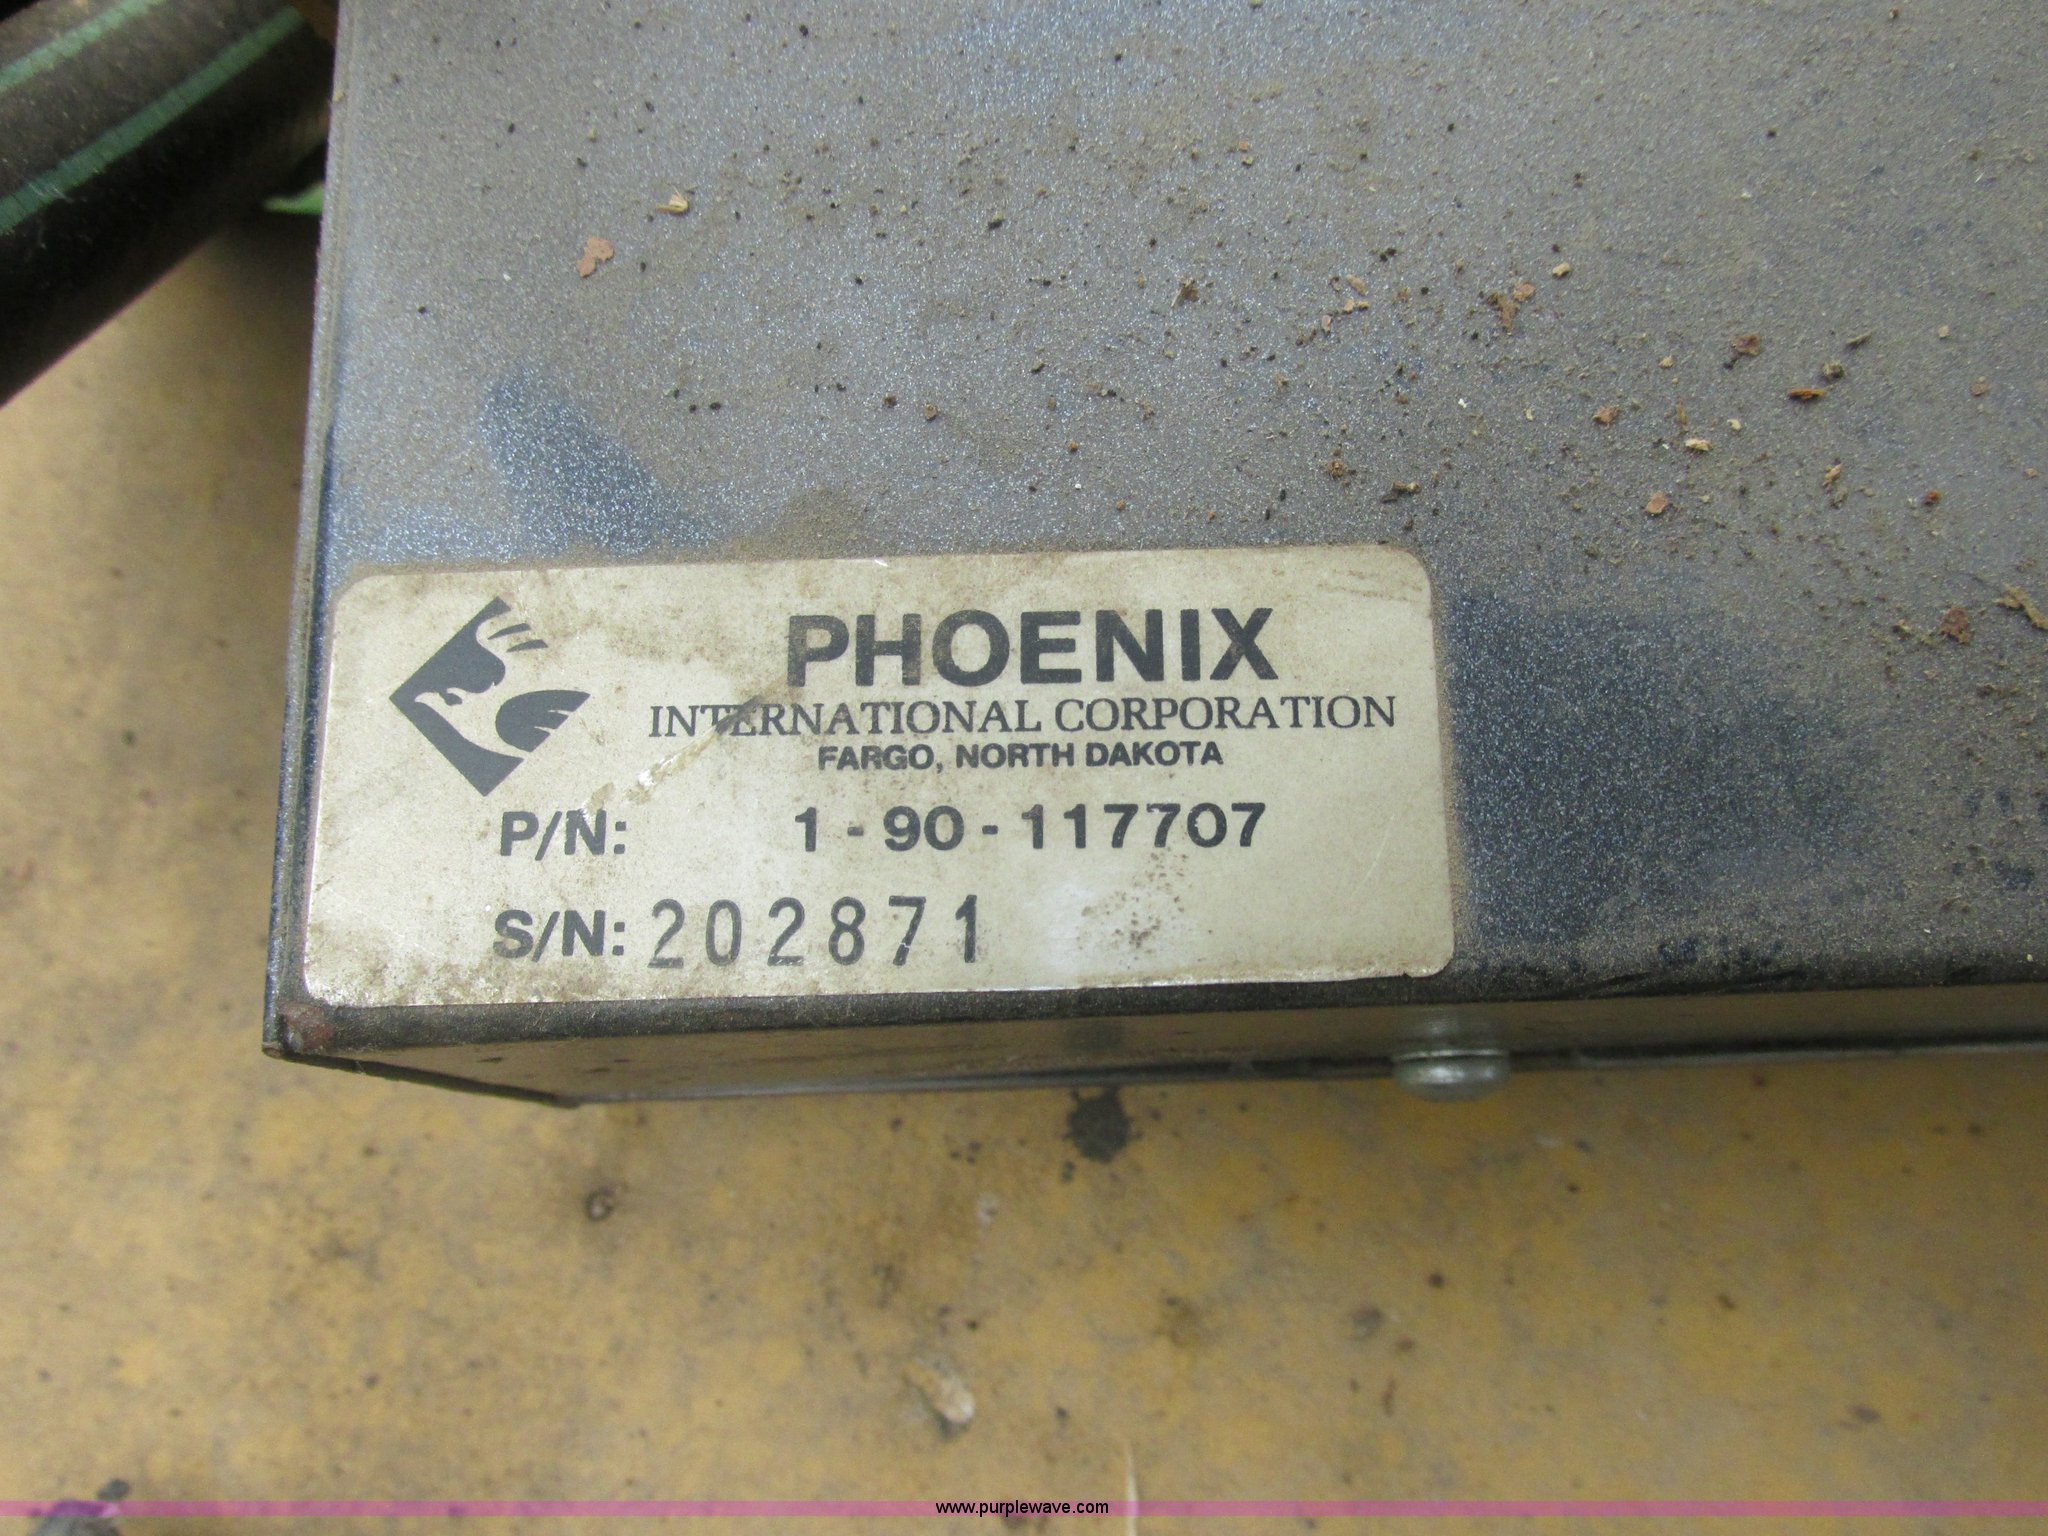 PHOENIX
INTERNATIONAL CORPORATION
FARGO, NORTH DAKOTA
P/N: 1 - 90 - 117707
S/N: 202871
www.purplewave.com